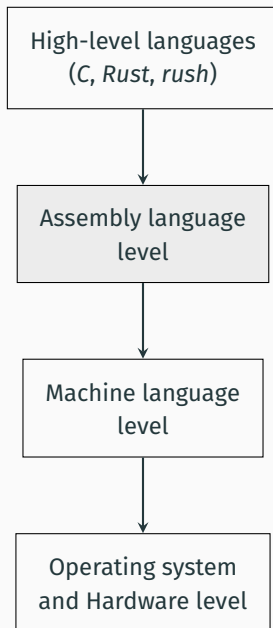 High-level languages
(C, Rust, rush)
Assembly language
level
Machine language
level
Operating system
and Hardware level